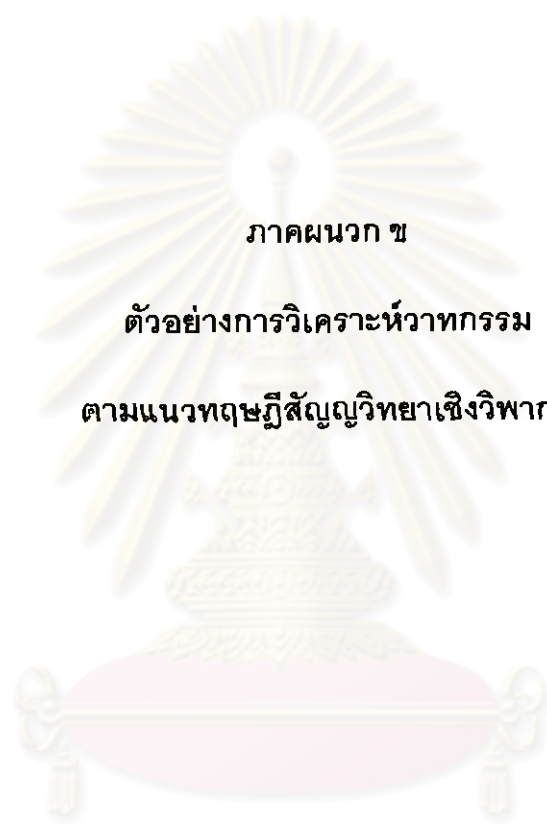 ภาคผนวก ข
ตัวอย่างการวิเคราะห์วาทกรรม
ตามแนวทฤษฎีสัญญวิทยาเชิงวิพาก